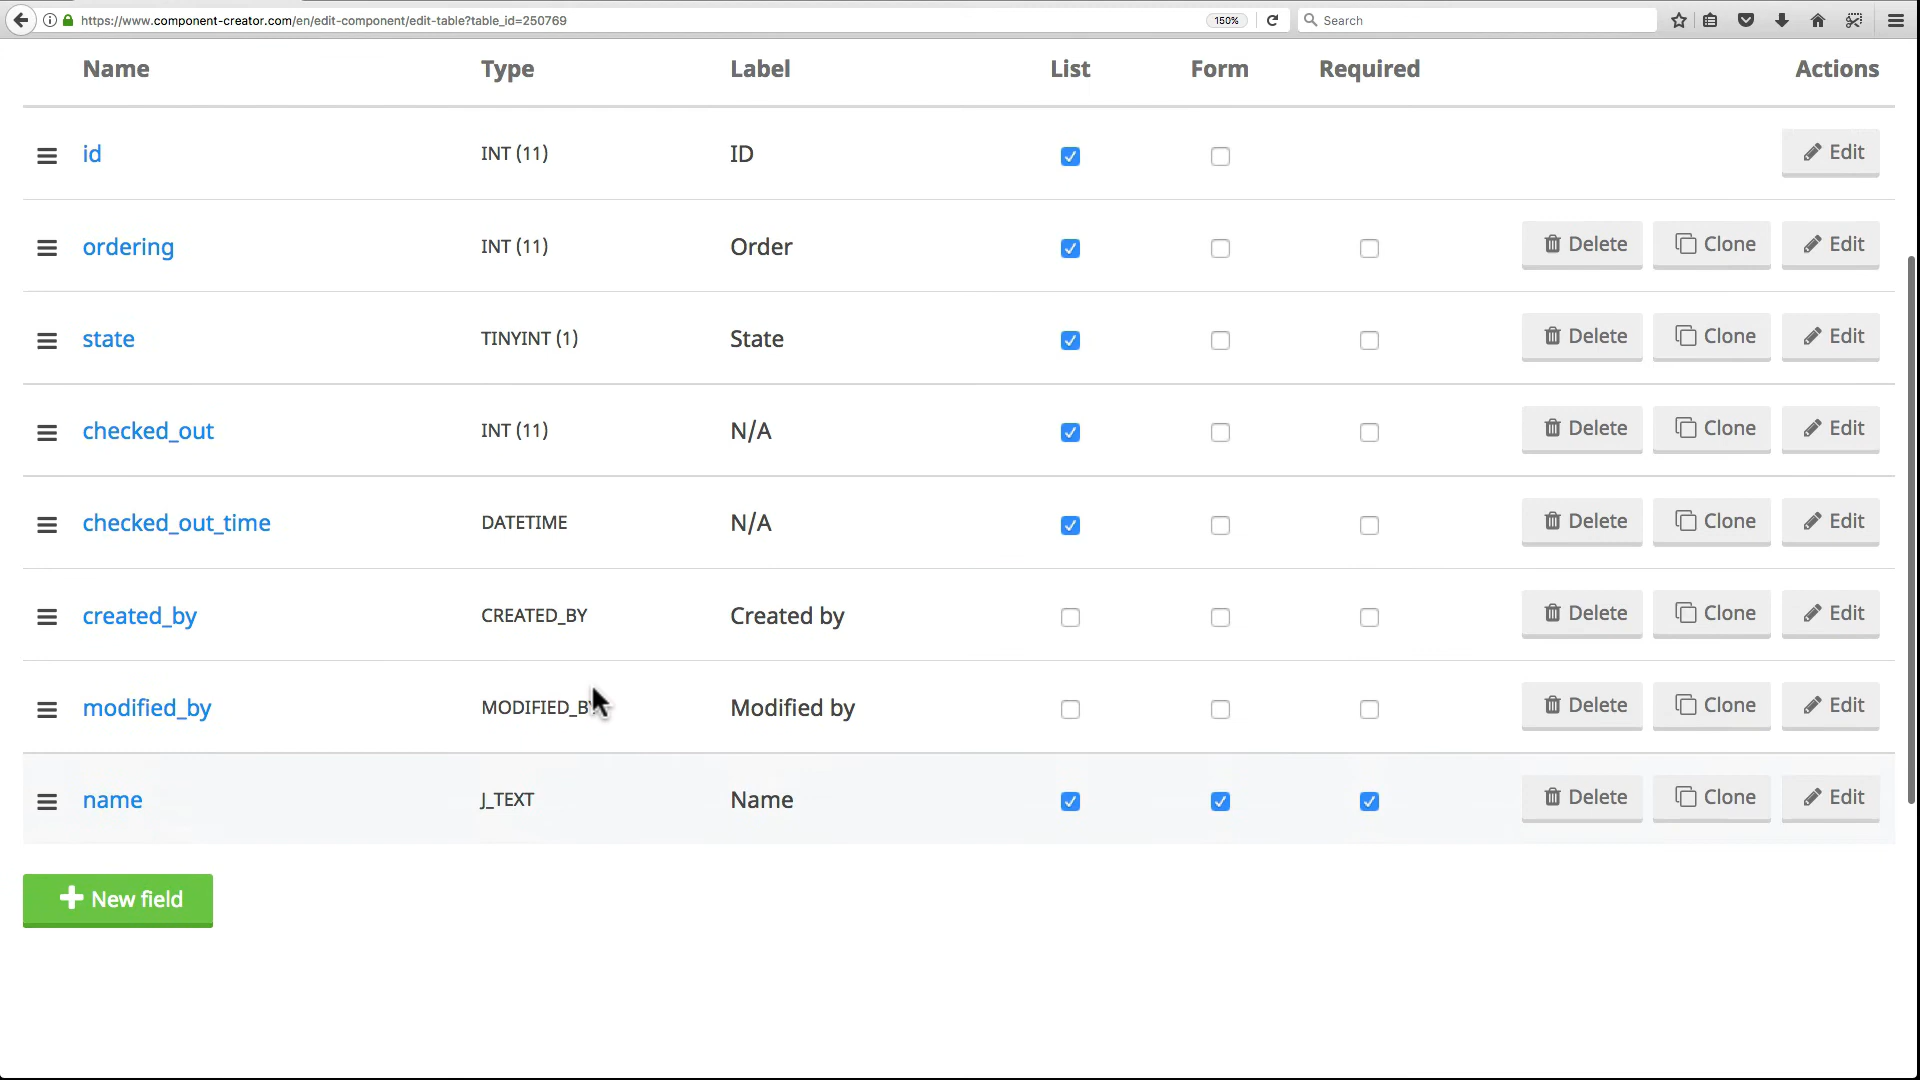 https://www.component-creator.com/en/edit-component/edit-table?table_id=250769 150% Search
Name Type Label List Form Required Actions
id INT (11) ID Edit
ordering INT (11) Order Delete Clone Edit
state TINYINT (1) State Delete Clone Edit
checked_out INT (11) N/A Delete Clone Edit
checked_out_time DATETIME N/A Delete Clone Edit
created_by CREATED_BY Created by Delete Clone Edit
modified_by MODIFIED_BY Modified by Delete Clone Edit
name J_TEXT Name Delete Clone Edit
New field